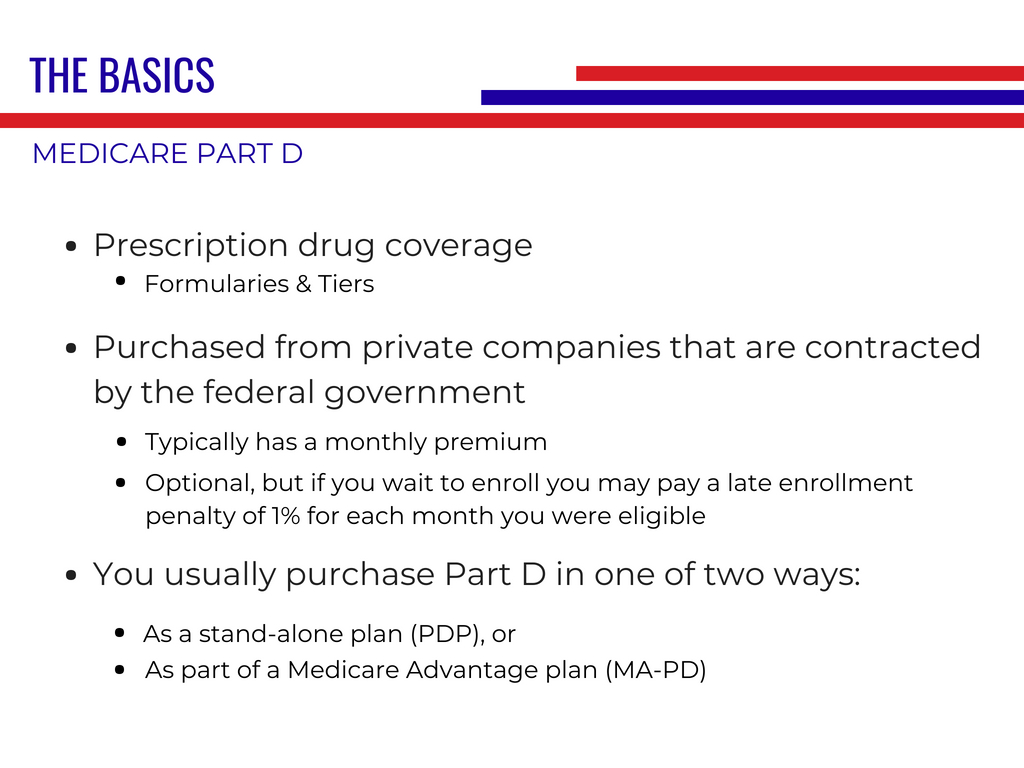 THE BASICS
MEDICARE PART D
• Prescription drug coverage
• Formularies & Tiers
• Purchased from private companies that are contracted
by the federal government
• Typically has a monthly premium
• Optional, but if you wait to enroll you may pay a late enrollment
penalty of 1% for each month you were eligible
• You usually purchase Part D in one of two ways:
• As a stand-alone plan (PDP), or
• As part of a Medicare Advantage plan (MA-PD)